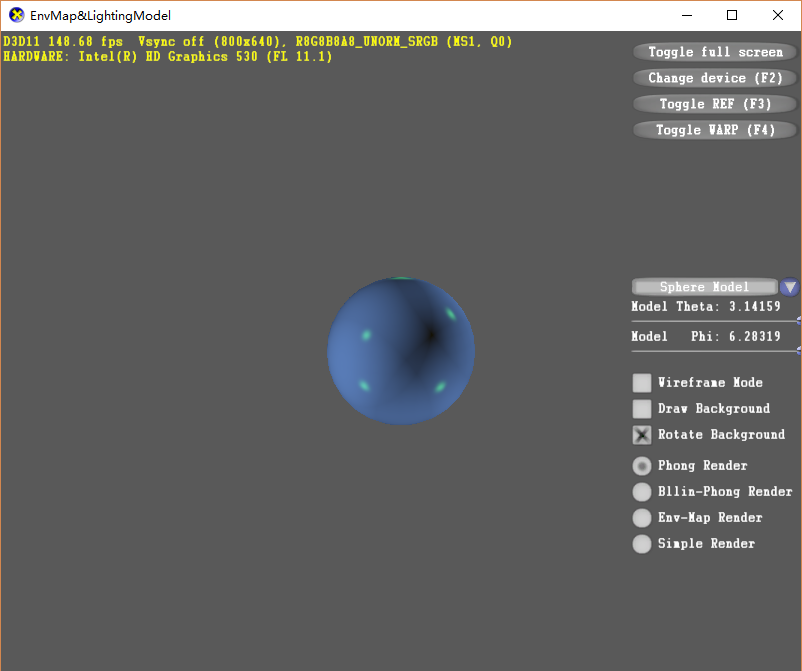 EnvMap&LightingModel
D3D11 148.68 fps Vsync off (800x640), R8G8B8A8_UNORM_SRGB (MS1, Q0)
HARDWARE: Intel(R) HD Graphics 530 (FL 11.1)
Toggle full screen
Change device (F2)
Toggle REF (F3)
Toggle WARP (F4)
Sphere Model
Model Theta: 3.14159
Model Phi: 6.28319
Wireframe Mode
Draw Background
Rotate Background
Phong Render
Bllin-Phong Render
Env-Map Render
Simple Render